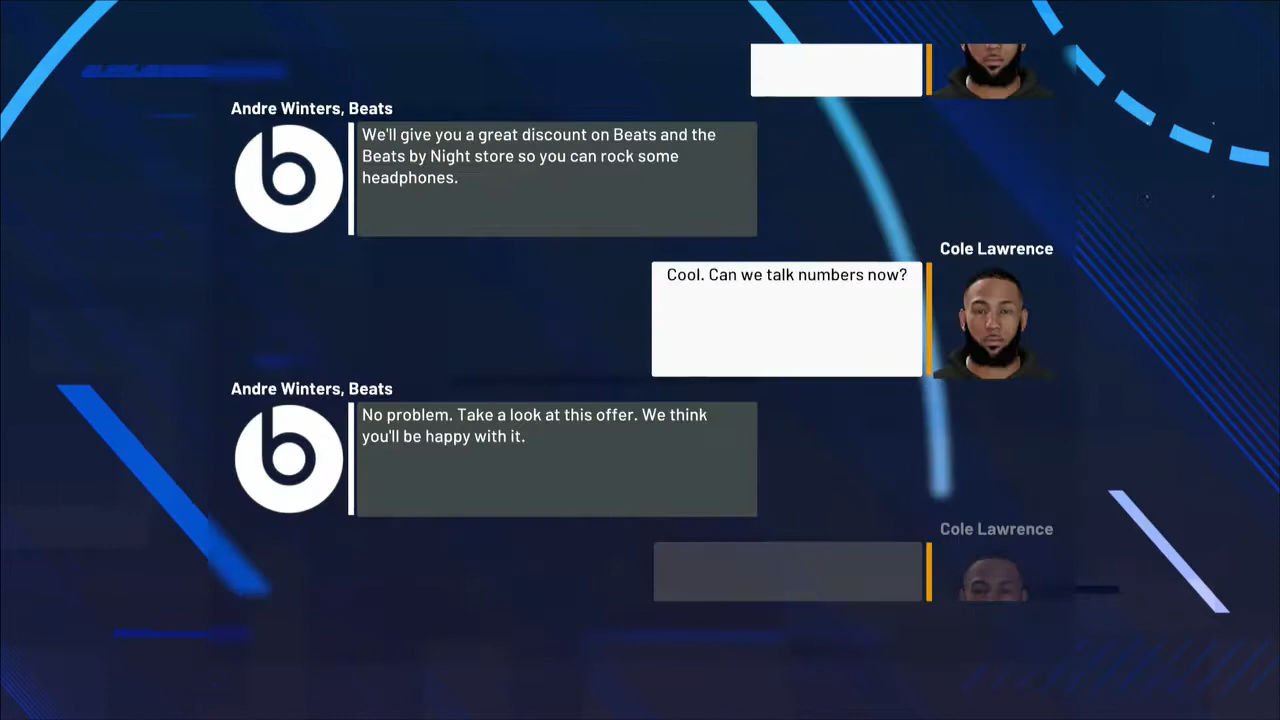 Andre Winters, Beats
We'll give you a great discount on Beats and the
Beats by Night store so you can rock some
headphones.
Cole Lawrence
Cool. Can we talk numbers now?
Andre Winters, Beats
No problem. Take a look at this offer. We think
you'll be happy with it.
Cole Lawrence